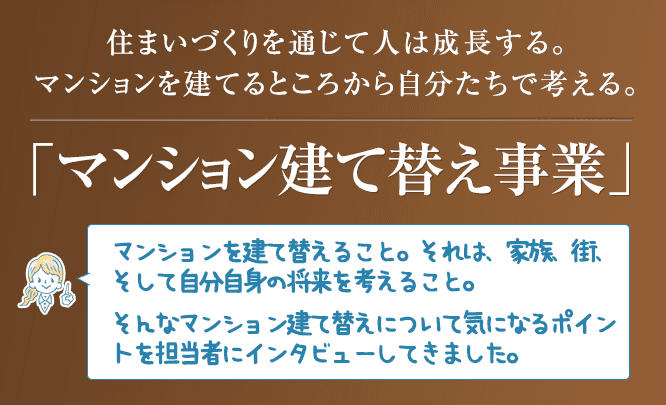 住まいづくりを通じて人は成長する。
マンションを建てるところから自分たちで考える。
「マンション建て替え事業」
マンションを建て替えること。それは、家族、街、
そして自分自身の将来を考えること。
そんなマンション建て替えについて気になるポイン
トを担当者にインタビューしてきました。